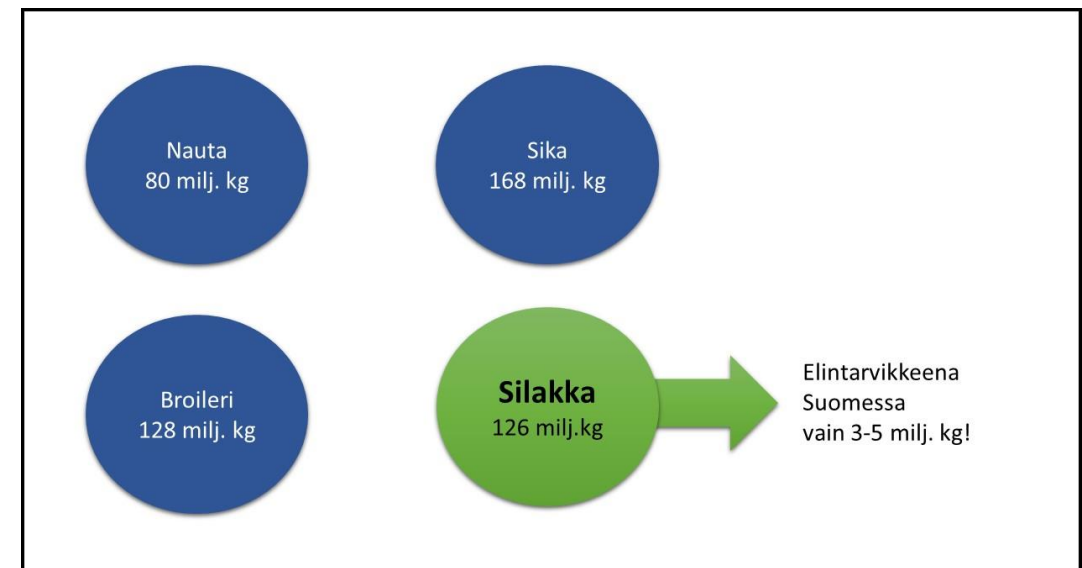 Nauta
80 milj. kg
Sika
168 milj. kg
Broileri
128 milj. kg
Silakka
126 milj.kg
Elintarvikkeena
Suomessa
vain 3-5 milj. kg!